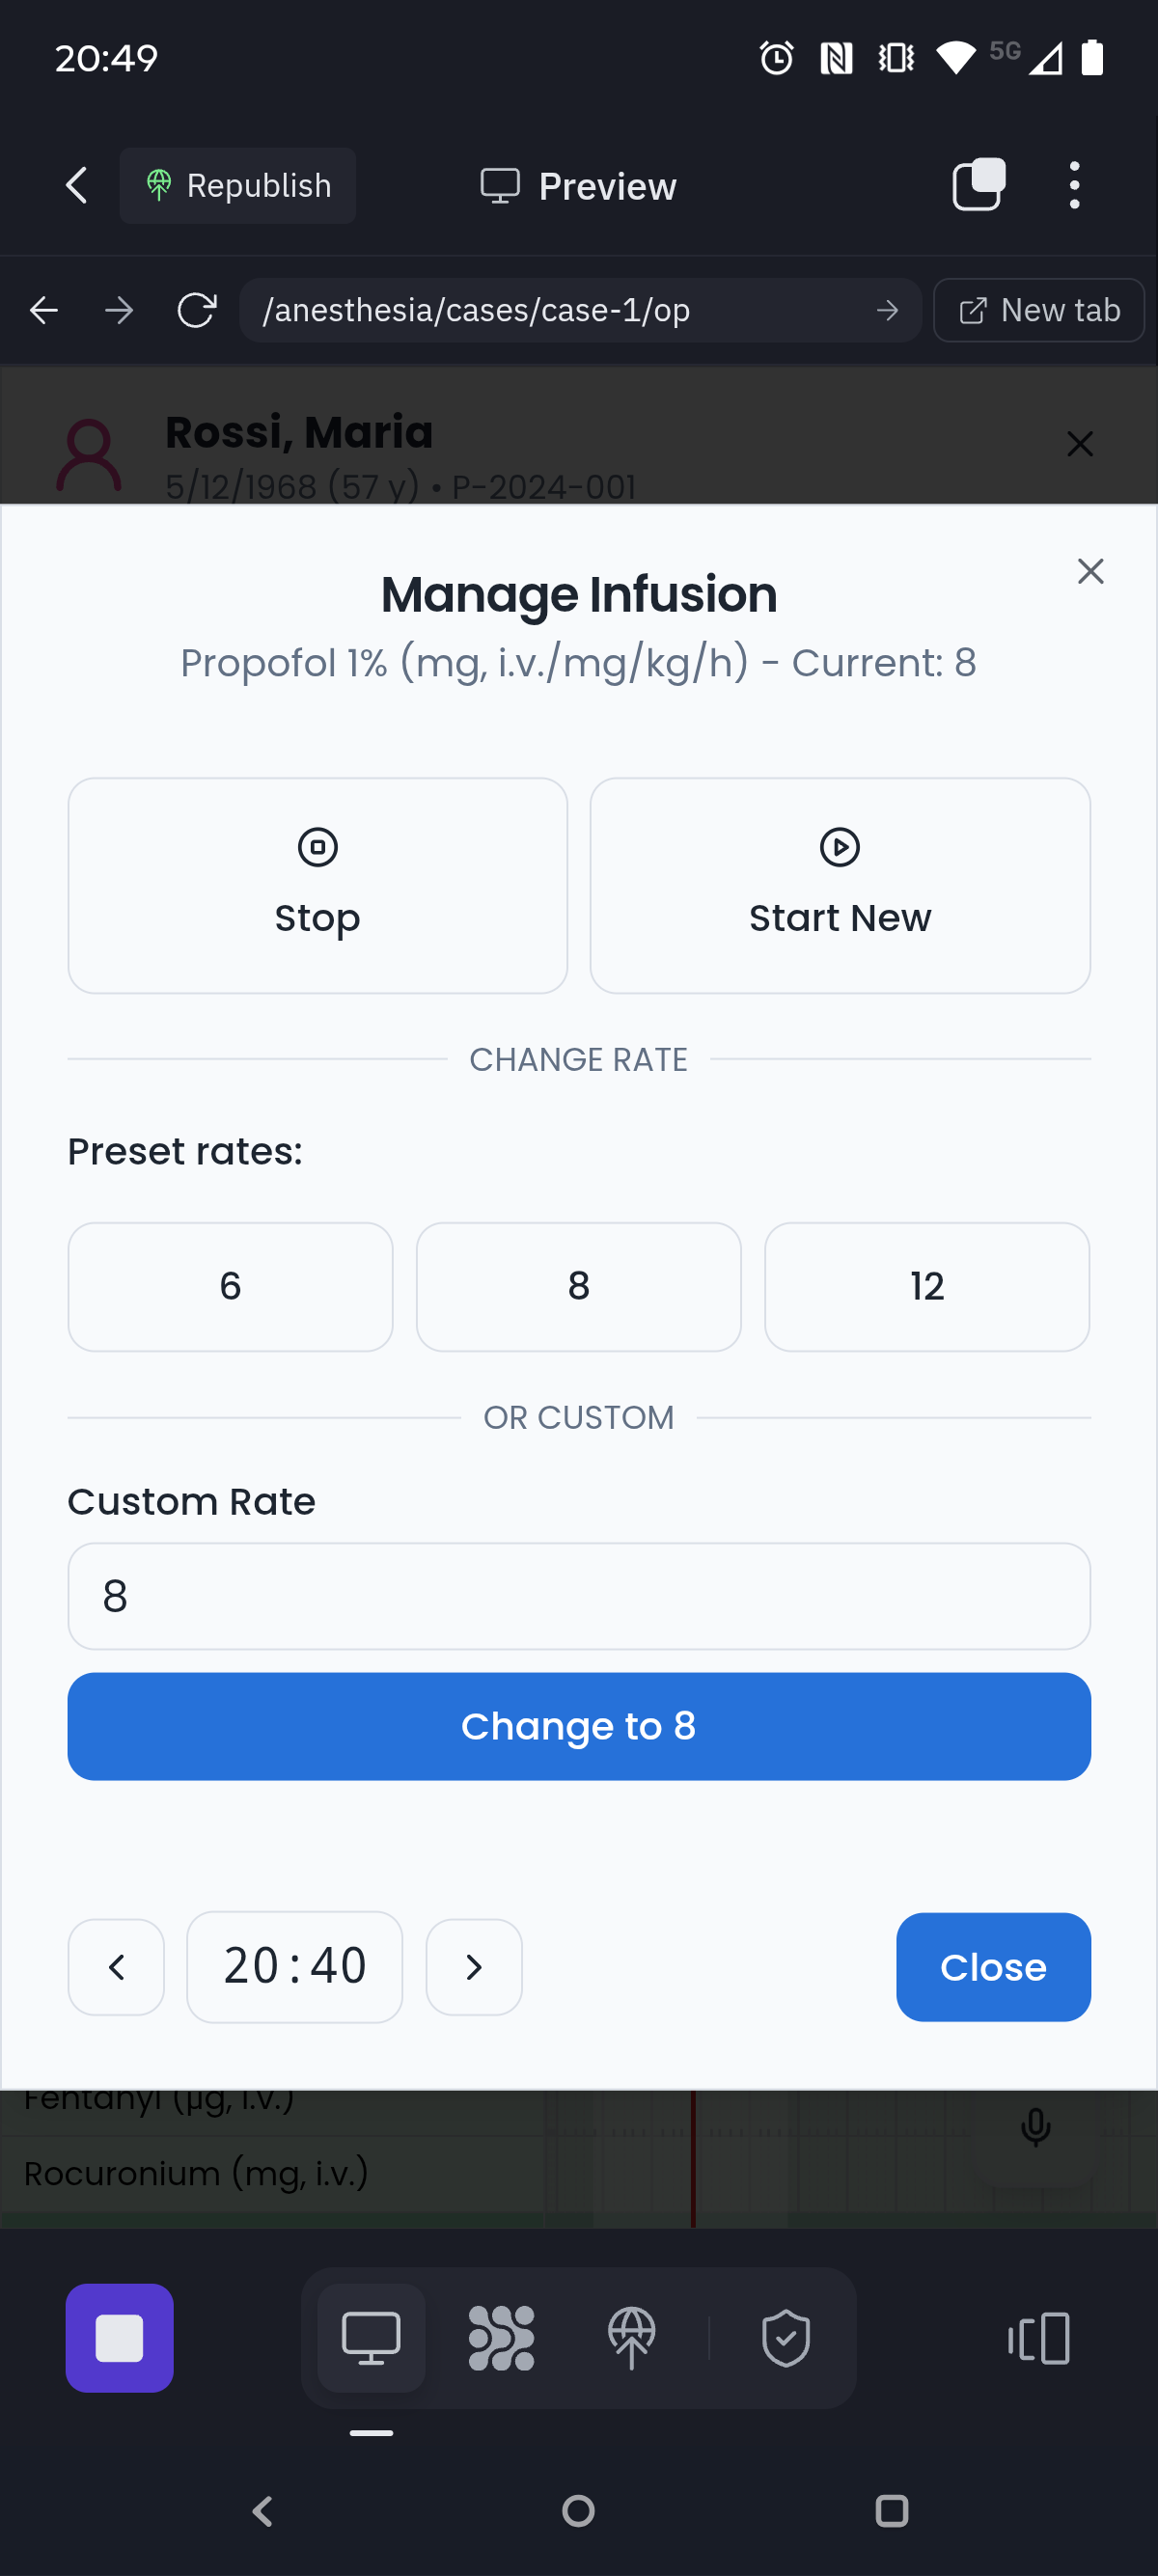 20:49
5G
Republish
Preview
/anesthesia/cases/case-1/op
New tab
Rossi, Maria
5/12/1968 (57 y) • P-2024-001
Manage Infusion
Propofol 1% (mg, i.v./mg/kg/h) - Current: 8
Stop
Start New
CHANGE RATE
Preset rates:
6
8
12
OR CUSTOM
Custom Rate
8
Change to 8
20:40
Close
Fentanyl (µg, i.v.)
Rocuronium (mg, i.v.)